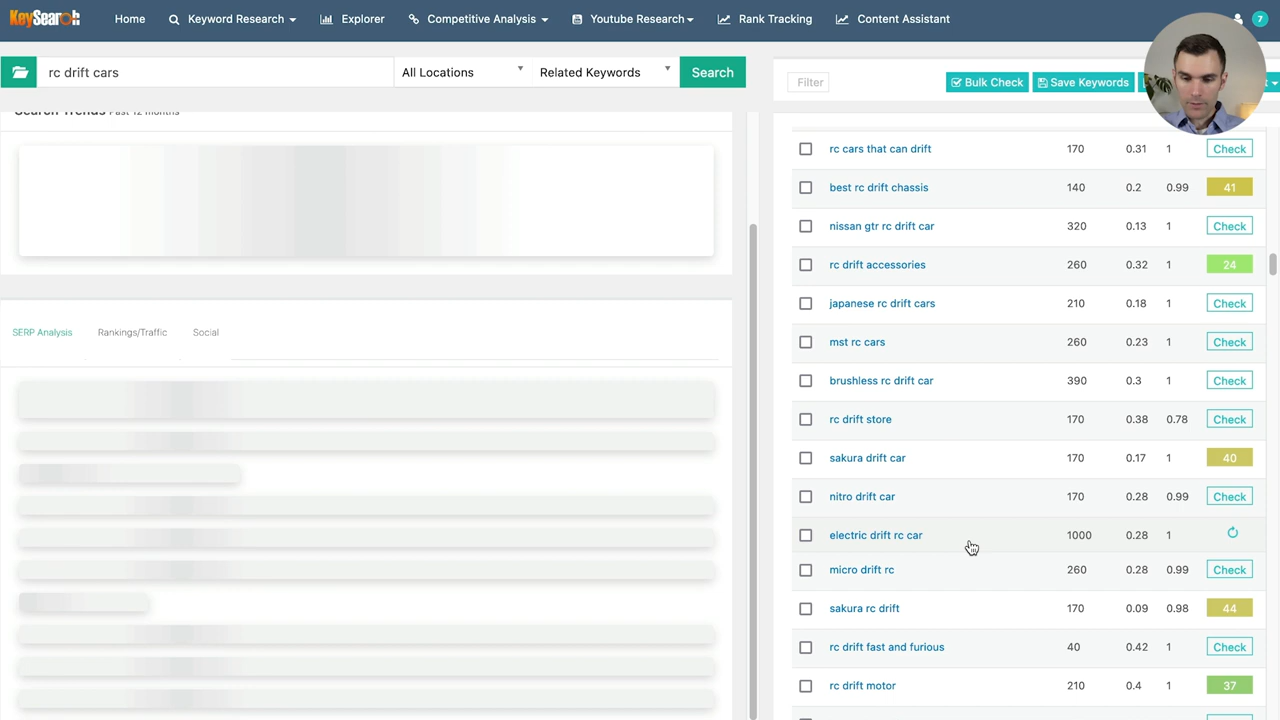 KeySearch Home Keyword Research Explorer Competitive Analysis Youtube Research Rank Tracking Content Assistant 7
rc drift cars All Locations Related Keywords Search
Filter Bulk Check Save Keywords
Search Trends Past 12 months
SERP Analysis Rankings/Traffic Social
rc cars that can drift 170 0.31 1 Check
best rc drift chassis 140 0.2 0.99 41
nissan gtr rc drift car 320 0.13 1 Check
rc drift accessories 260 0.32 1 24
japanese rc drift cars 210 0.18 1 Check
mst rc cars 260 0.23 1 Check
brushless rc drift car 390 0.3 1 Check
rc drift store 170 0.38 0.78 Check
sakura drift car 170 0.17 1 40
nitro drift car 170 0.28 0.99 Check
electric drift rc car 1000 0.28 1
micro drift rc 260 0.28 0.99 Check
sakura rc drift 170 0.09 0.98 44
rc drift fast and furious 40 0.42 1 Check
rc drift motor 210 0.4 1 37